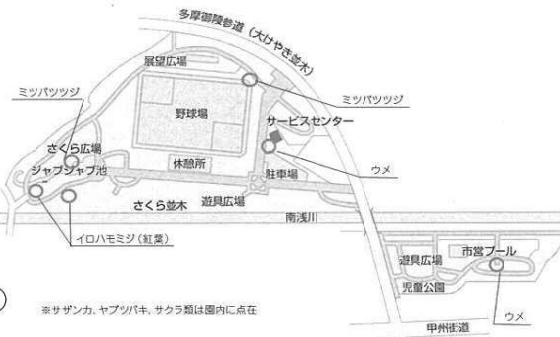 多摩御陵参道（大けやき並木）
展望広場
ミツバツツジ
ミツバツツジ
野球場
サービスセンター
さくら広場
ジャブジャブ池
休憩所
駐車場
ウメ
さくら並木
遊具広場
南浅川
イロハモミジ（紅葉）
遊具広場
市営プール
児童公園
※サザンカ、ヤブツバキ、サクラ類は園内に点在
ウメ
甲州街道